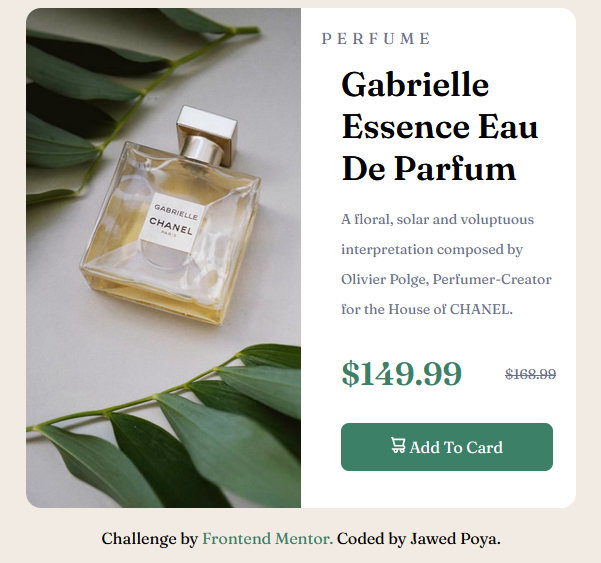 PERFUME
Gabrielle
Essence Eau
De Parfum
A floral, solar and voluptuous
interpretation composed by
Olivier Polge, Perfumer-Creator
for the House of CHANEL.
$149.99 $168.99
Add To Card
GABRIELLE
CHANEL
PARIS
Challenge by Frontend Mentor. Coded by Jawed Poya.